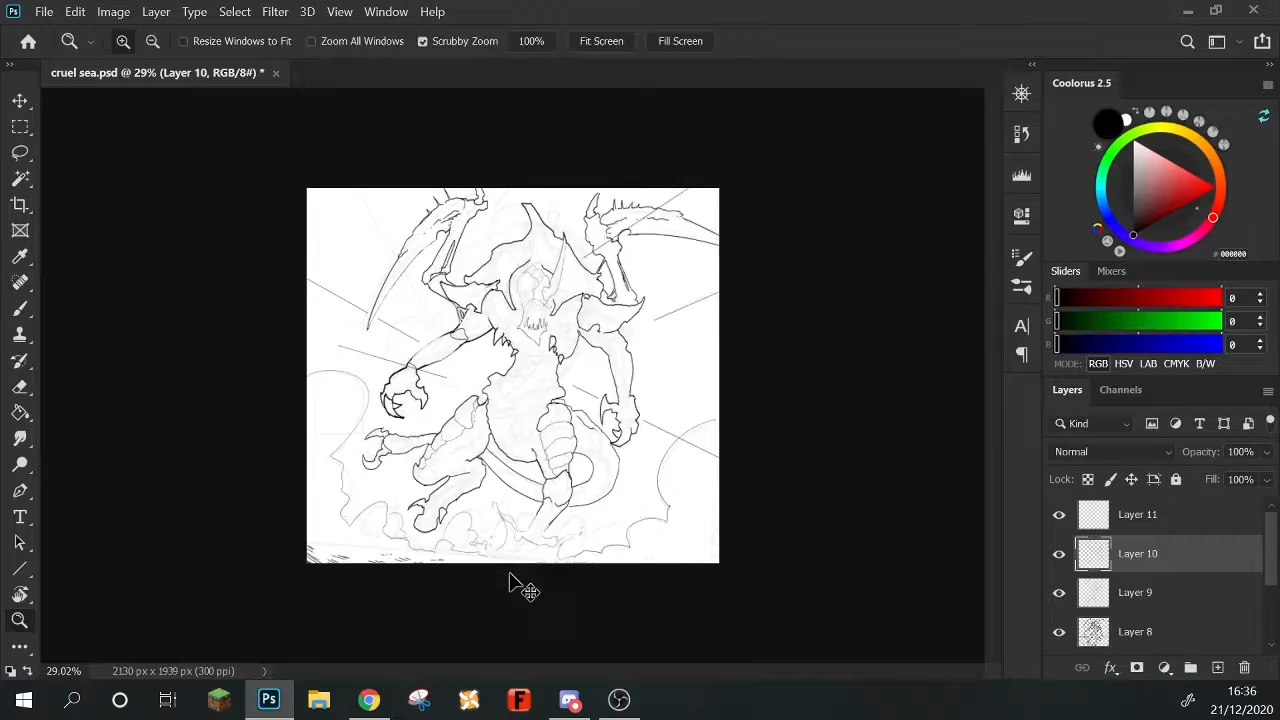 Ps File Edit Image Layer Type Select Filter 3D View Window Help
Resize Windows to Fit Zoom All Windows Scrubby Zoom 100% Fit Screen Fill Screen
cruel sea.psd @ 29% (Layer 10, RGB/8#) *
Coolorus 2.5
# 000000
Sliders Mixers
R 0
G 0
B 0
MODE: RGB HSV LAB CMYK B/W
Layers Channels
Kind
Normal Opacity: 100%
Lock: Fill: 100%
Layer 11
Layer 10
Layer 9
Layer 8
fx
29.02% 2130 px x 1939 px (300 ppi)
Ps F
16:36
21/12/2020